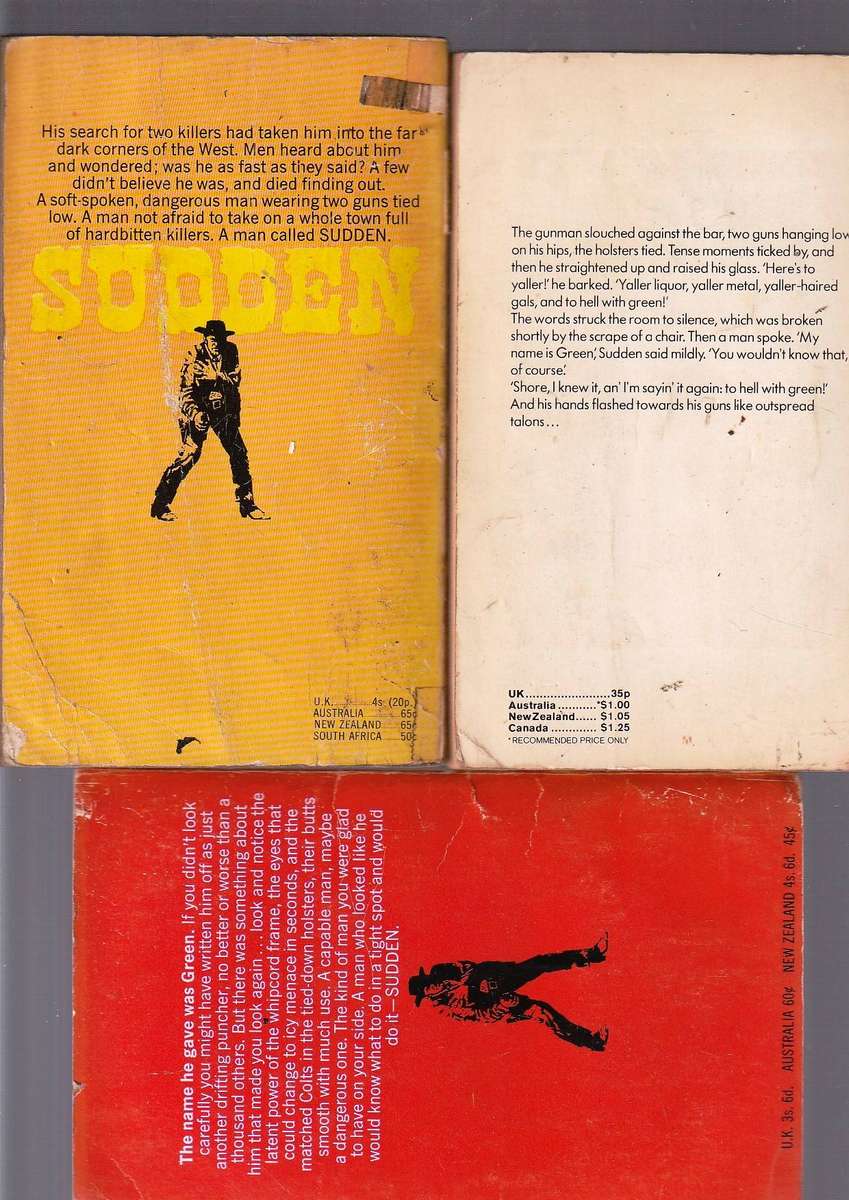 His search for two killers had taken him into the far
dark corners of the West. Men heard about him
and wondered; was he as fast as they said? A few
didn't believe he was, and died finding out.
A soft-spoken, dangerous man wearing two guns tied
low. A man not afraid to take on a whole town full
of hardbitten killers. A man called SUDDEN.
SUDDEN
U.K. 4s (20p.)
AUSTRALIA 65¢
NEW ZEALAND 65¢
SOUTH AFRICA 50¢
The gunman slouched against the bar, two guns hanging low
on his hips, the holsters tied. Tense moments ticked by, and
then he straightened up and raised his glass. 'Here's to
yaller!' he barked. 'Yaller liquor, yaller metal, yaller-haired
gals, and to hell with green!'
The words struck the room to silence, which was broken
shortly by the scrape of a chair. Then a man spoke. 'My
name is Green,' Sudden said mildly. 'You wouldn't know that,
of course.'
'Shore, I knew it, an' I'm sayin' it again: to hell with green!'
And his hands flashed towards his guns like outspread
talons...
UK........................35p
Australia ...........*$1.00
New Zealand...... $1.05
Canada ............. $1.25
*RECOMMENDED PRICE ONLY
The name he gave was Green. If you didn't look
carefully you might have written him off as just
another drifting puncher, no better or worse than a
thousand others. But there was something about
him that made you look again ... look and notice the
latent power of the whipcord frame, the eyes that
could change to icy menace in seconds, and the
matched Colts in the tied-down holsters, their butts
smooth with much use. A capable man, maybe
a dangerous one. The kind of man you were glad
to have on your side. A man who looked like he
would know what to do in a tight spot and would
do it—SUDDEN.
U.K. 3s. 6d. AUSTRALIA 60¢ NEW ZEALAND 4s. 6d. 45¢